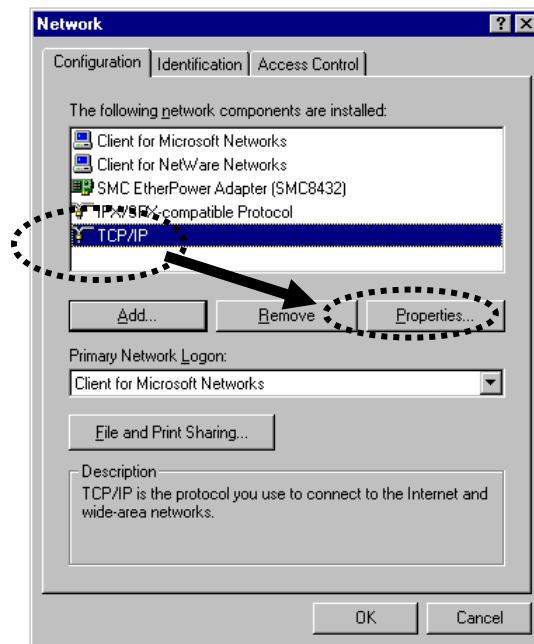 Network
Configuration Identification Access Control
The following network components are installed:
Client for Microsoft Networks
Client for NetWare Networks
SMC EtherPower Adapter (SMC8432)
IPX/SPX-compatible Protocol
TCP/IP
Add... Remove Properties...
Primary Network Logon:
Client for Microsoft Networks
File and Print Sharing...
Description
TCP/IP is the protocol you use to connect to the Internet and
wide-area networks.
OK Cancel